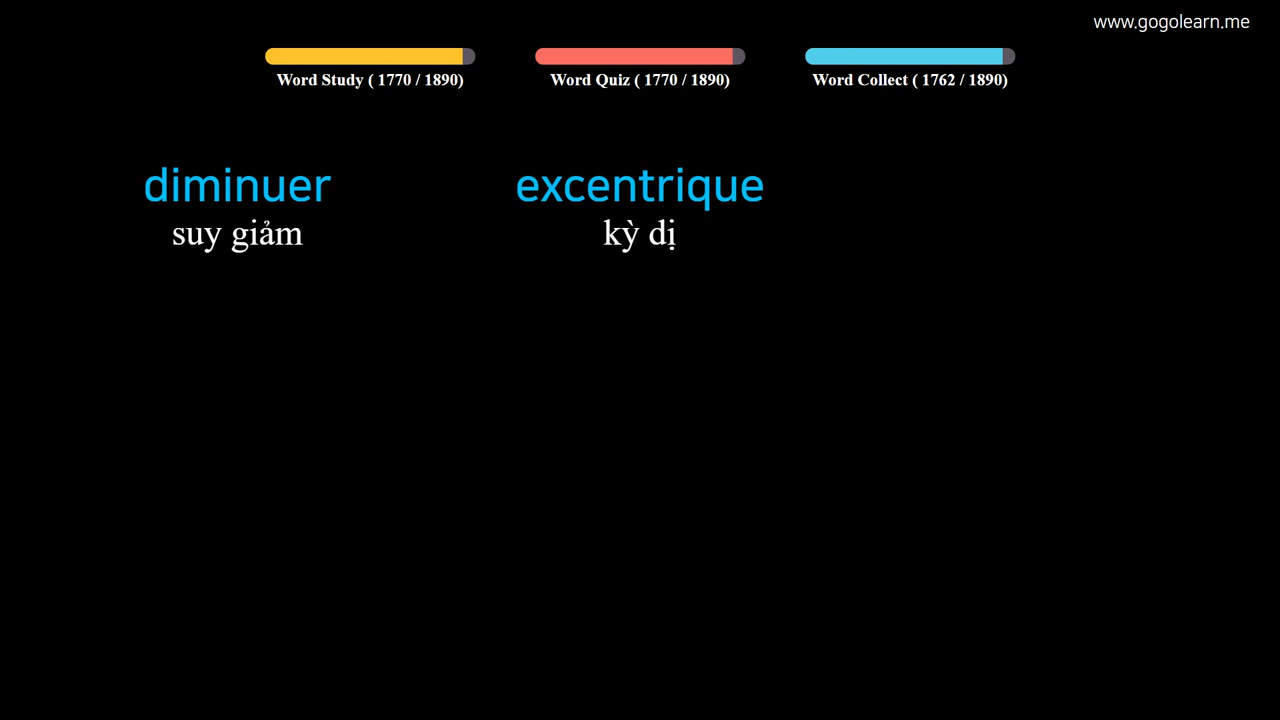 www.gogolearn.me
Word Study ( 1770 / 1890)
Word Quiz ( 1770 / 1890)
Word Collect ( 1762 / 1890)
diminuer
suy giảm
excentrique
kỳ dị